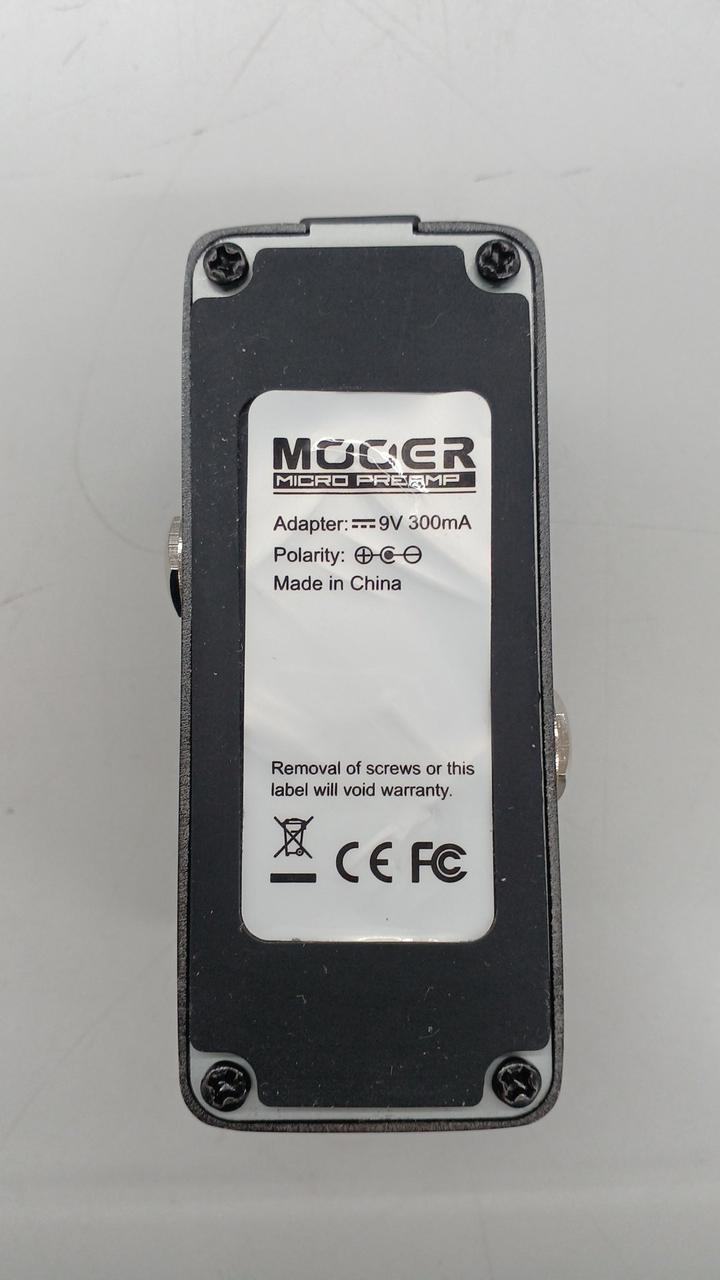 MOOER
MICRO PREAMP
Adapter: ⎓ 9V 300mA
Polarity: ⊕-C-⊖
Made in China
Removal of screws or this
label will void warranty.
CE FC